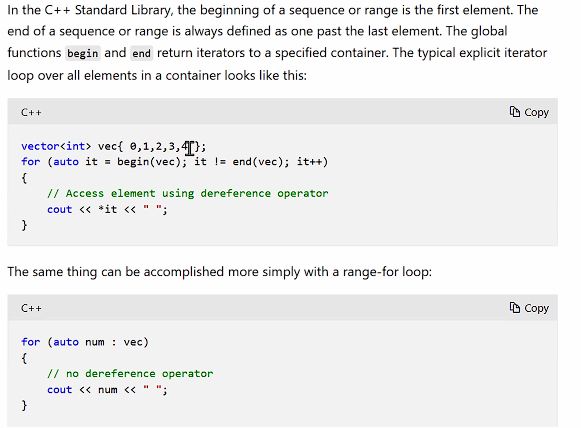 In the C++ Standard Library, the beginning of a sequence or range is the first element. The
end of a sequence or range is always defined as one past the last element. The global
functions begin and end return iterators to a specified container. The typical explicit iterator
loop over all elements in a container looks like this:
C++ Copy
vector<int> vec{ 0,1,2,3,4 };
for (auto it = begin(vec); it != end(vec); it++)
{
    // Access element using dereference operator
    cout << *it << " ";
}
The same thing can be accomplished more simply with a range-for loop:
C++ Copy
for (auto num : vec)
{
    // no dereference operator
    cout << num << " ";
}